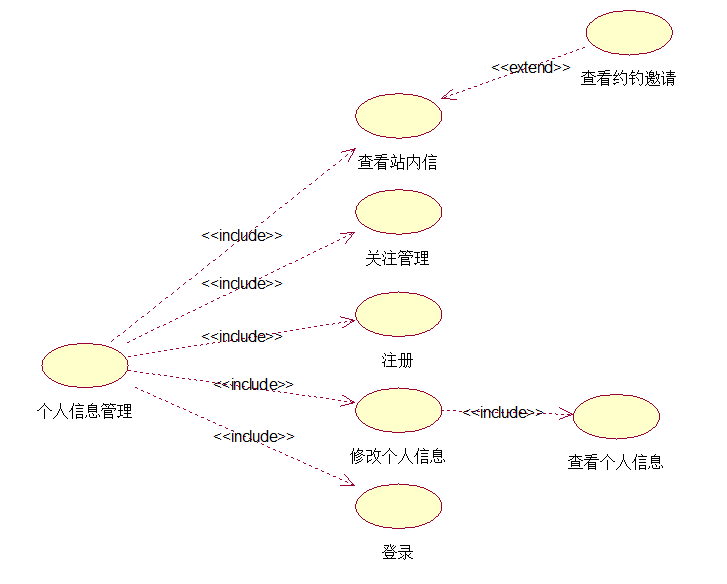 <<extend>>
查看约钓邀请
查看站内信
<<include>>
关注管理
<<include>>
<<include>>
注册
<<include>>
个人信息管理
<<include>>
修改个人信息
查看个人信息
<<include>>
登录